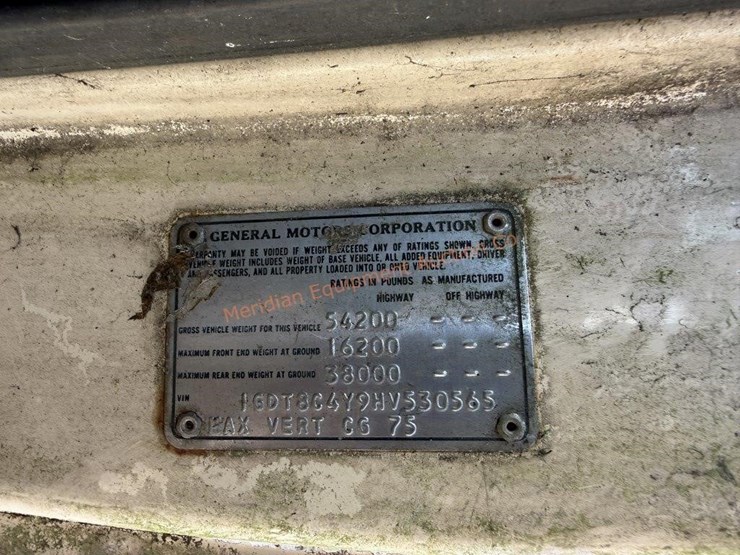 GENERAL MOTORS CORPORATION
WARRANTY MAY BE VOIDED IF WEIGHT EXCEEDS ANY OF RATINGS SHOWN. GROSS
VEHICLE WEIGHT INCLUDES WEIGHT OF BASE VEHICLE, ALL ADDED EQUIPMENT, DRIVER
PASSENGERS, AND ALL PROPERTY LOADED INTO OR ONTO VEHICLE.
RATINGS IN POUNDS AS MANUFACTURED
HIGHWAY OFF HIGHWAY
GROSS VEHICLE WEIGHT FOR THIS VEHICLE 54200 - - -
MAXIMUM FRONT END WEIGHT AT GROUND 16200 - - -
MAXIMUM REAR END WEIGHT AT GROUND 38000 - - -
VIN
1GDT8C4Y9HV530565
MAX VERT CG 75
Meridian